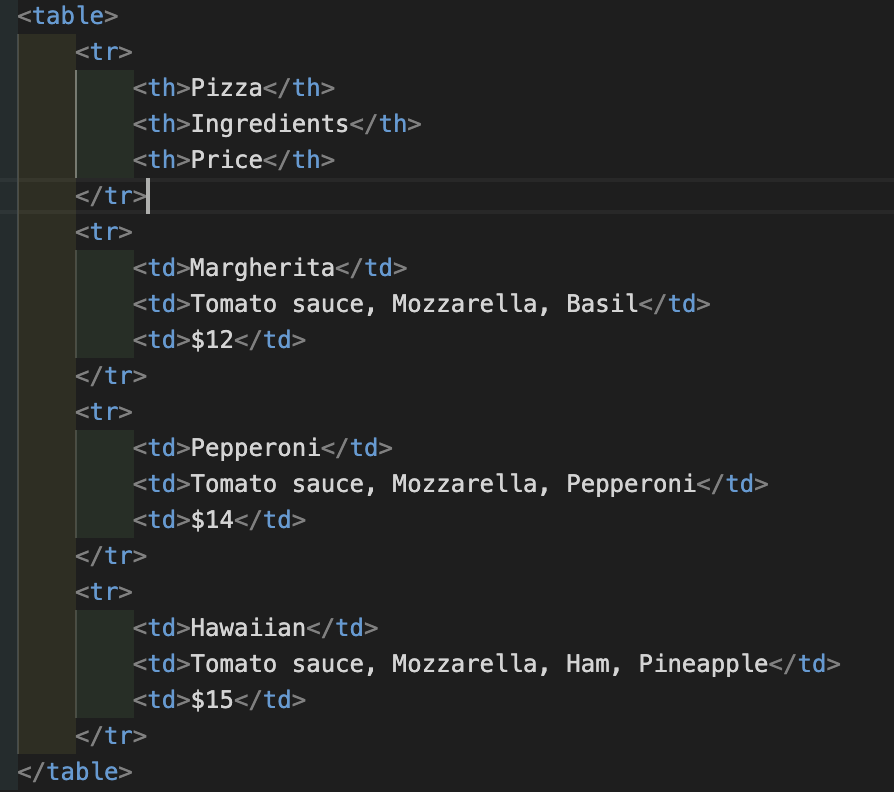 <table>
<tr>
<th>Pizza</th>
<th>Ingredients</th>
<th>Price</th>
</tr>
<tr>
<td>Margherita</td>
<td>Tomato sauce, Mozzarella, Basil</td>
<td>$12</td>
</tr>
<tr>
<td>Pepperoni</td>
<td>Tomato sauce, Mozzarella, Pepperoni</td>
<td>$14</td>
</tr>
<tr>
<td>Hawaiian</td>
<td>Tomato sauce, Mozzarella, Ham, Pineapple</td>
<td>$15</td>
</tr>
</table>